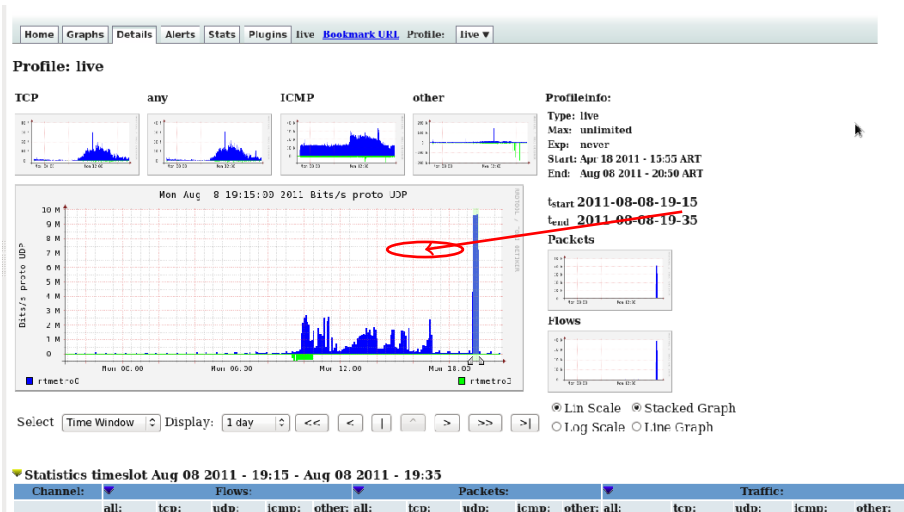 Home Graphs Details Alerts Stats Plugins live Bookmark URL Profile: live ▼
Profile: live
TCP any ICMP other Profileinfo:
Type: live
Max: unlimited
Exp: never
Start: Apr 18 2011 - 15:55 ART
End: Aug 08 2011 - 20:50 ART
tstart 2011-08-08-19-15
tend 2011-08-08-19-35
Mon Aug 8 19:15:00 2011 Bits/s proto UDP
Bits/s proto UDP
10 M
9 M
8 M
7 M
6 M
5 M
4 M
3 M
2 M
1 M
0
Mon 00:00 Mon 06:00 Mon 12:00 Mon 18:00
Packets
Flows
Lin Scale Stacked Graph
Log Scale Line Graph
Select Time Window Display: 1 day << < | ^ > >> >|
Statistics timeslot Aug 08 2011 - 19:15 - Aug 08 2011 - 19:35
Channel: Flows: Packets: Traffic:
all: tcp: udp: icmp: other: all: tcp: udp: icmp: other: all: tcp: udp: icmp: other: